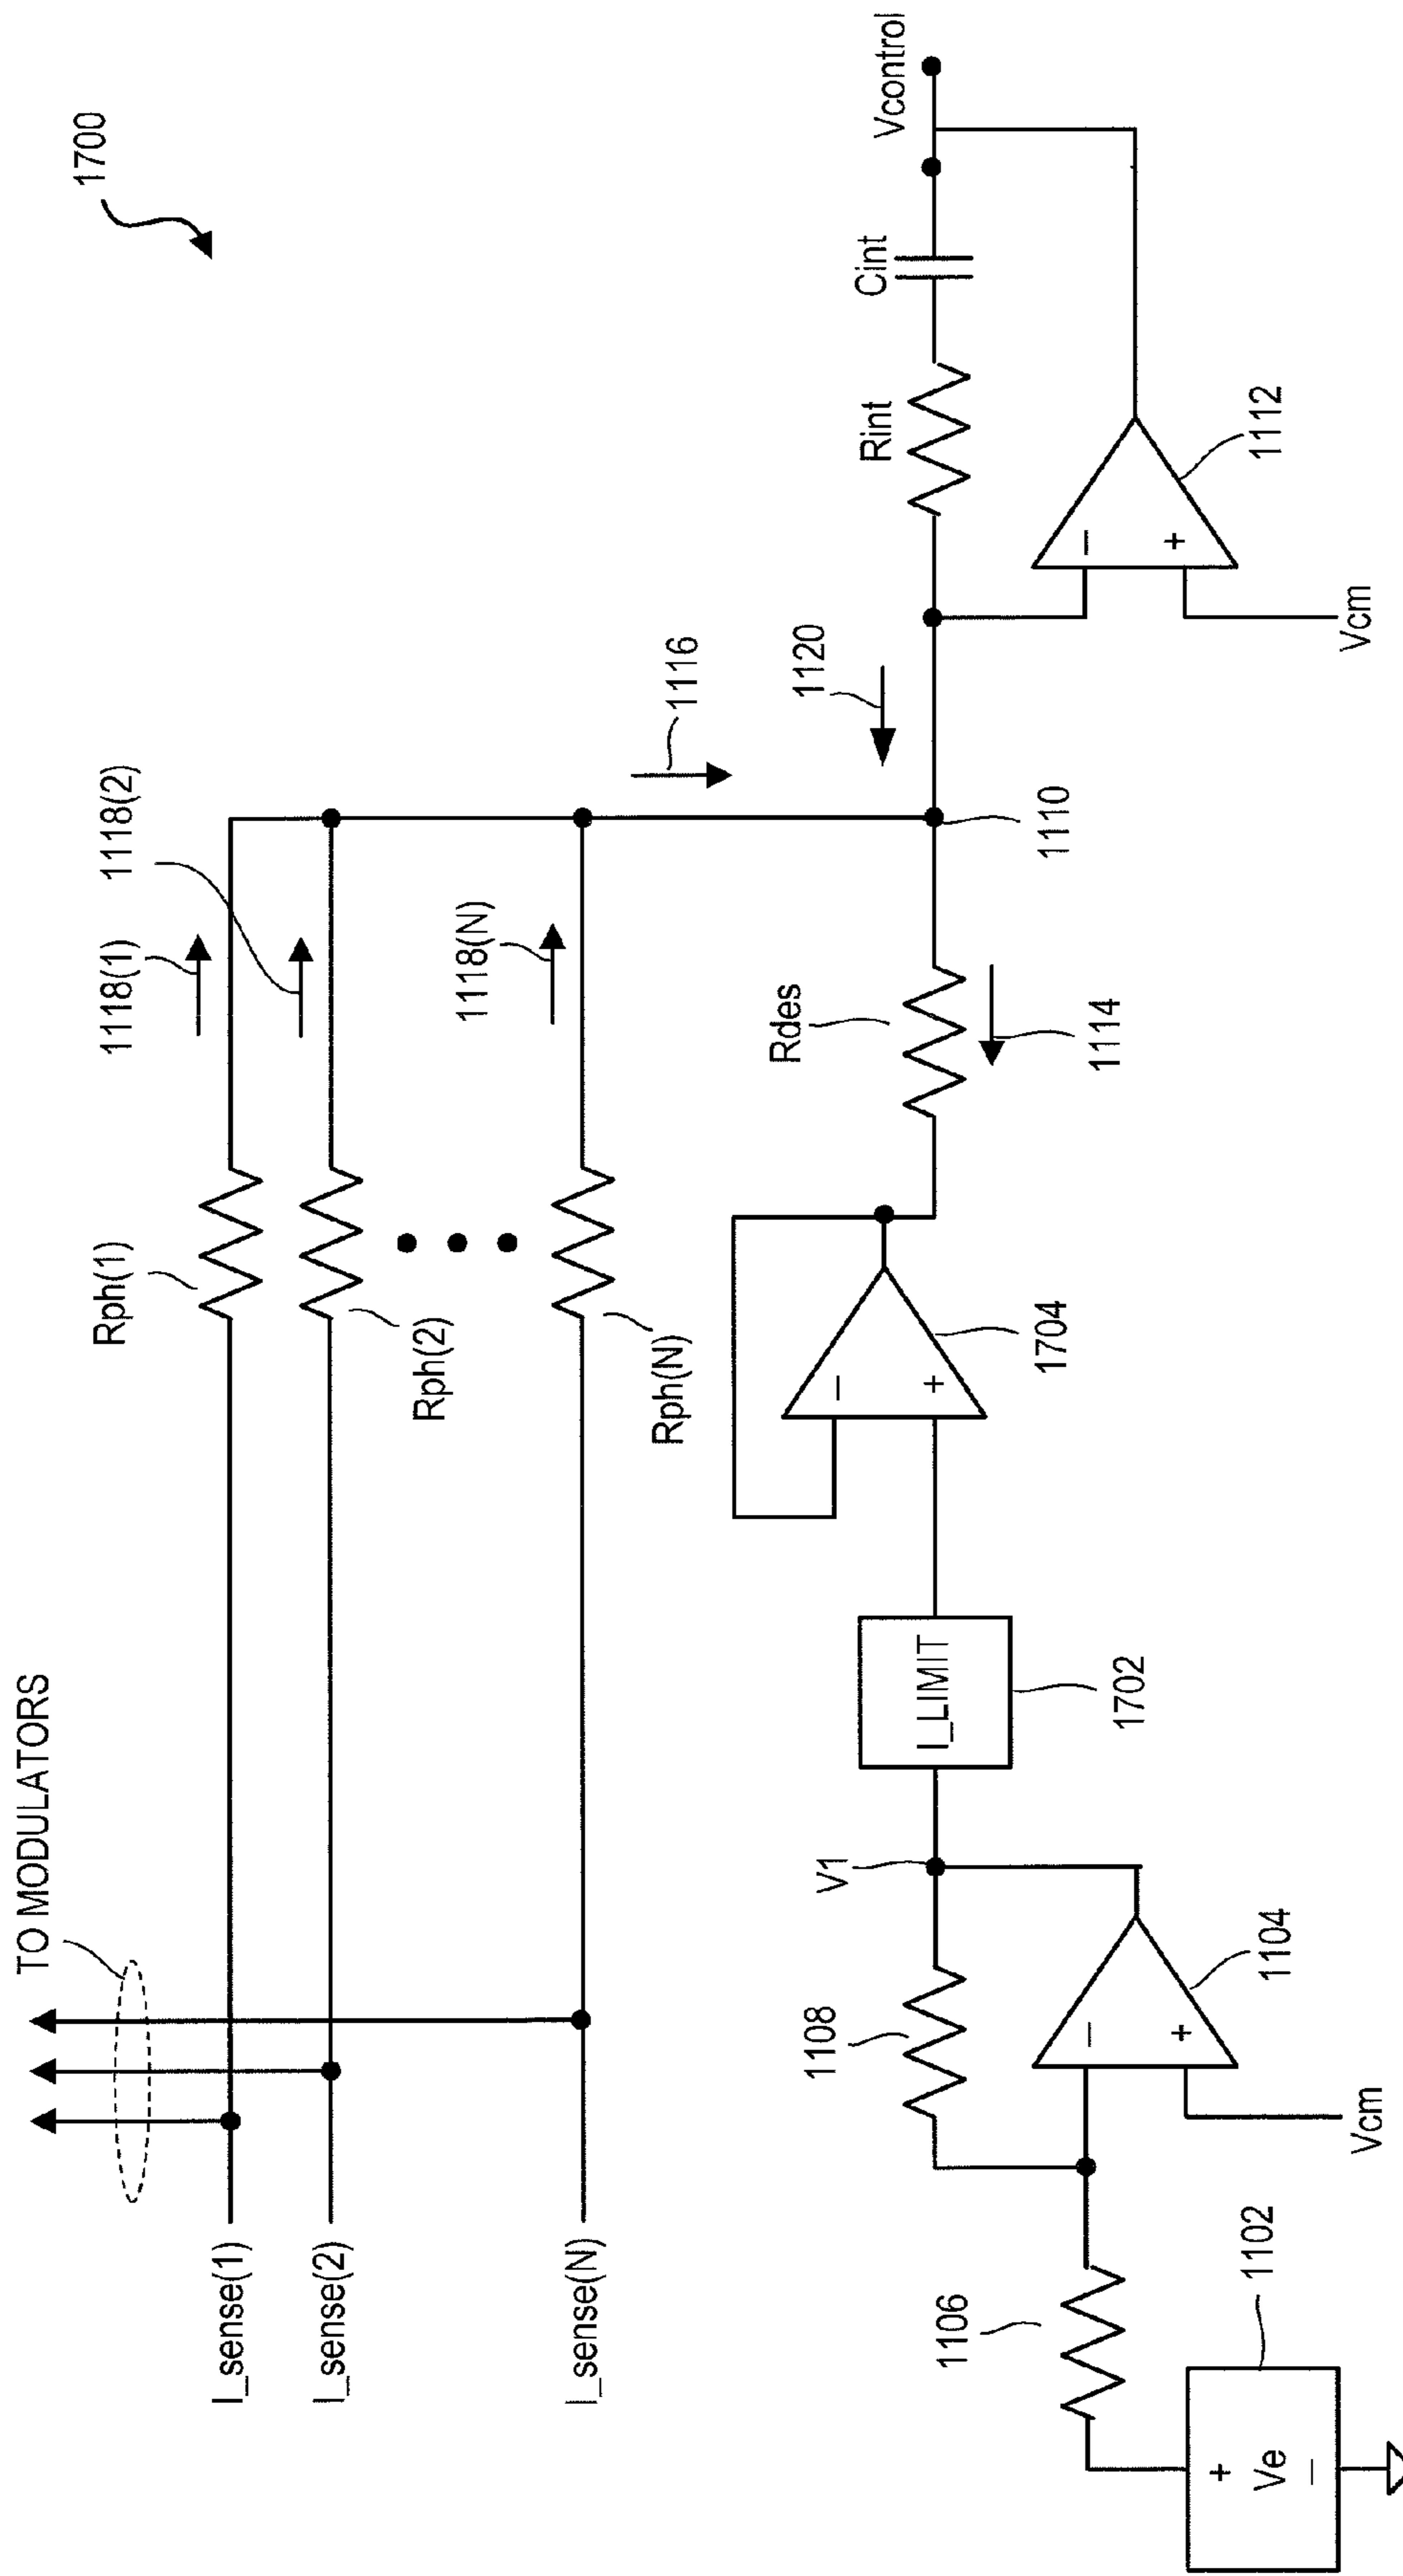 1700
TO MODULATORS
I_sense(1)
I_sense(2)
I_sense(N)
Rph(1)
Rph(2)
Rph(N)
1118(1)
1118(2)
1118(N)
1116
1120
1110
Rdes
1114
Rint
Cint
Vcontrol
−
+
1112
Vcm
−
+
1704
I_LIMIT
1702
V1
1108
−
+
1104
Vcm
1106
1102
+
Ve
−